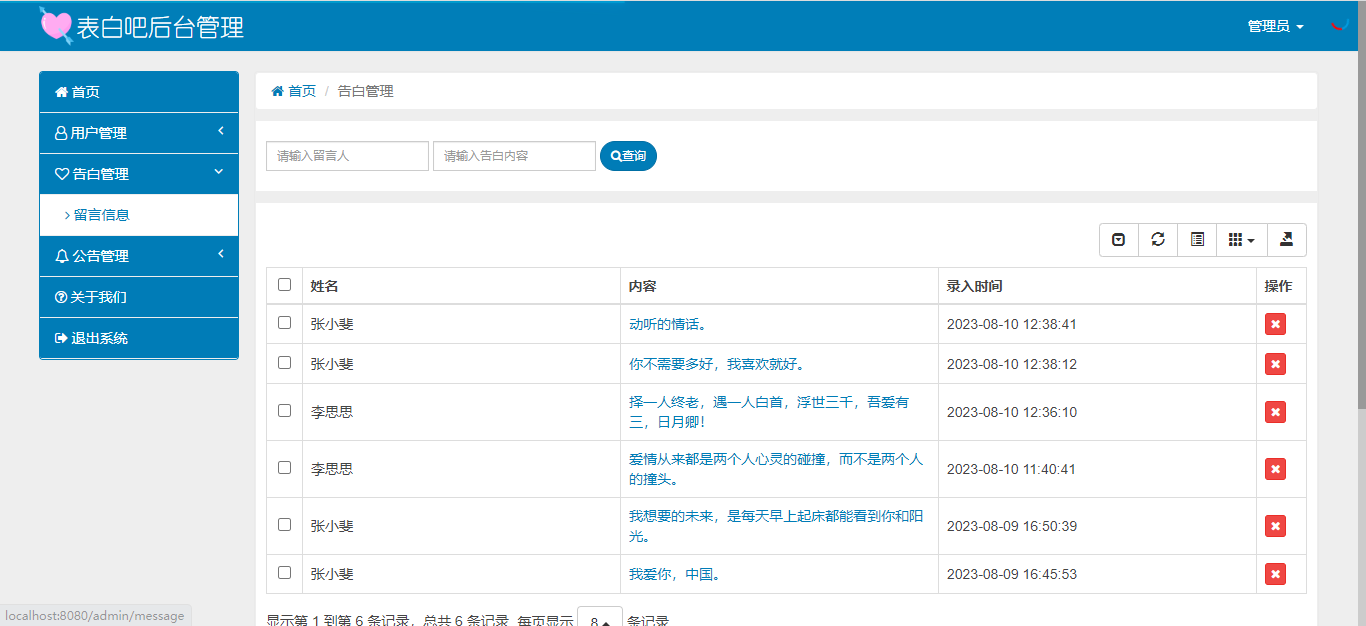 表白吧后台管理
管理员
首页
用户管理
告白管理
留言信息
公告管理
关于我们
退出系统
首页 / 告白管理
请输入留言人 请输入告白内容 查询
姓名 内容 录入时间 操作
张小斐 动听的情话。 2023-08-10 12:38:41
张小斐 你不需要多好，我喜欢就好。 2023-08-10 12:38:12
李思思 择一人终老，遇一人白首，浮世三千，吾爱有
三，日月卿！ 2023-08-10 12:36:10
李思思 爱情从来都是两个人心灵的碰撞，而不是两个人
的撞头。 2023-08-10 11:40:41
张小斐 我想要的未来，是每天早上起床都能看到你和阳
光。 2023-08-09 16:50:39
张小斐 我爱你，中国。 2023-08-09 16:45:53
显示第 1 到第 6 条记录，总共 6 条记录 每页显示 8 条记录
localhost:8080/admin/message